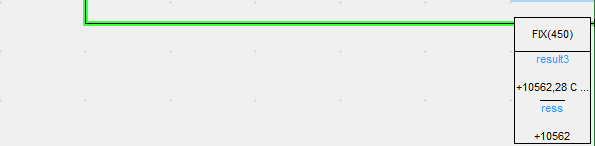 FIX(450)
result3
+10562,28 C ...
ress
+10562